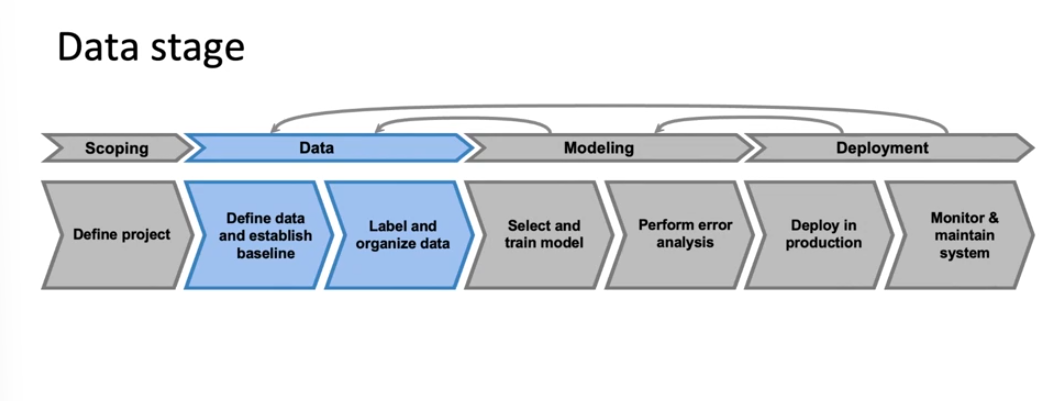 Data stage
Scoping
Data
Modeling
Deployment
Define project
Define data
and establish
baseline
Label and
organize data
Select and
train model
Perform error
analysis
Deploy in
production
Monitor &
maintain
system